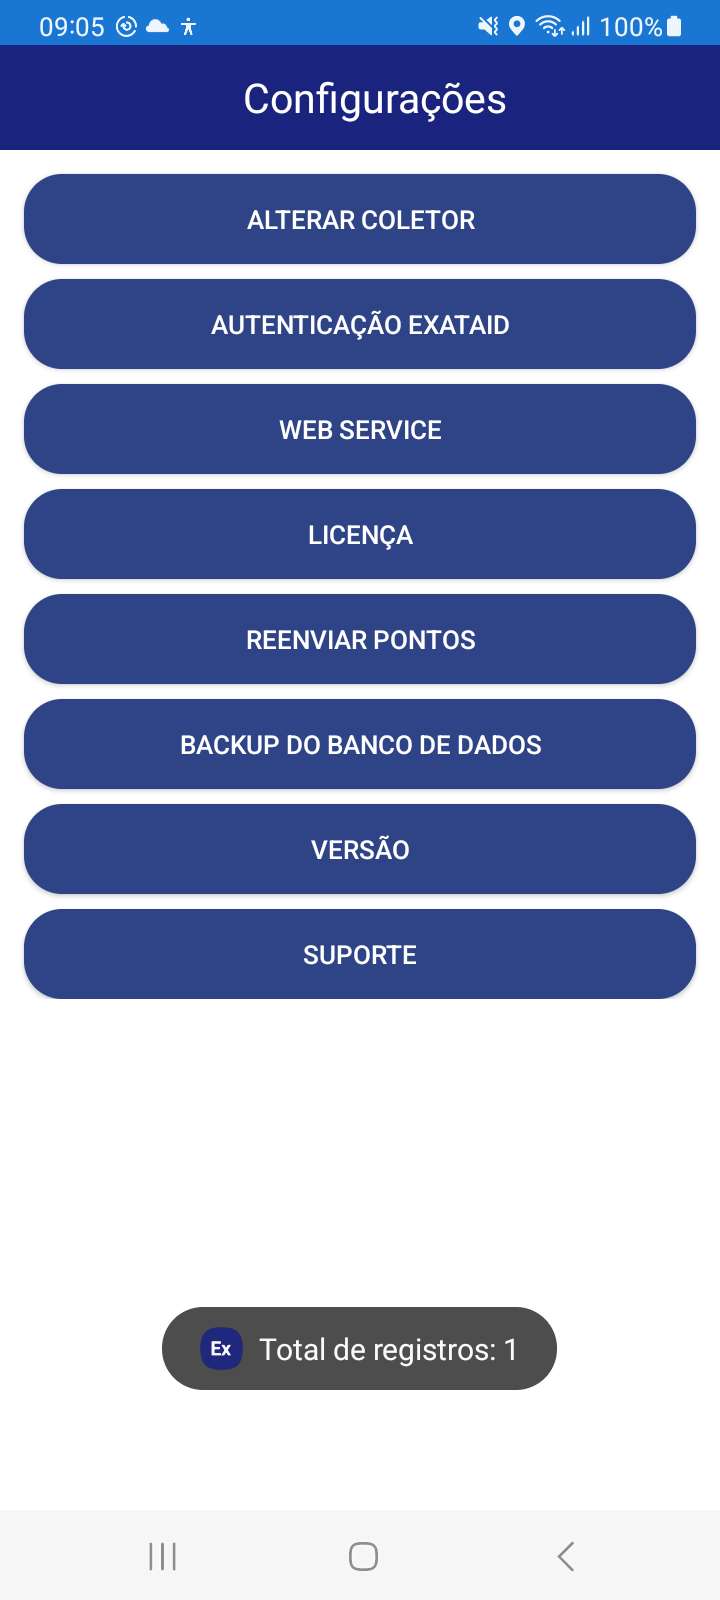 09:05 100%
Configurações
ALTERAR COLETOR
AUTENTICAÇÃO EXATAID
WEB SERVICE
LICENÇA
REENVIAR PONTOS
BACKUP DO BANCO DE DADOS
VERSÃO
SUPORTE
Ex Total de registros: 1